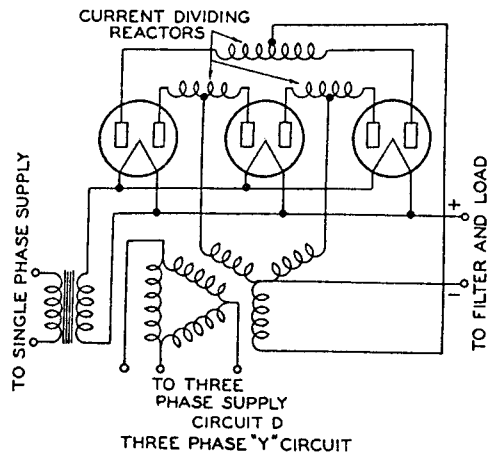 CURRENT DIVIDING
REACTORS
TO SINGLE PHASE SUPPLY
+
−
TO FILTER AND LOAD
TO THREE
PHASE SUPPLY
CIRCUIT D
THREE PHASE "Y" CIRCUIT